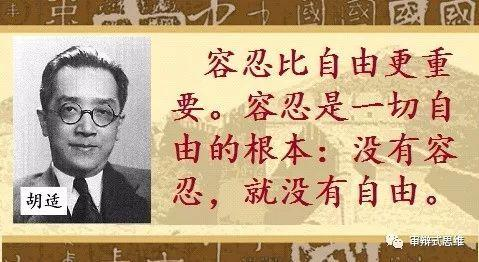 容忍比自由更重
要。容忍是一切自
由的根本：没有容
忍，就没有自由。
胡适
审辩式思维